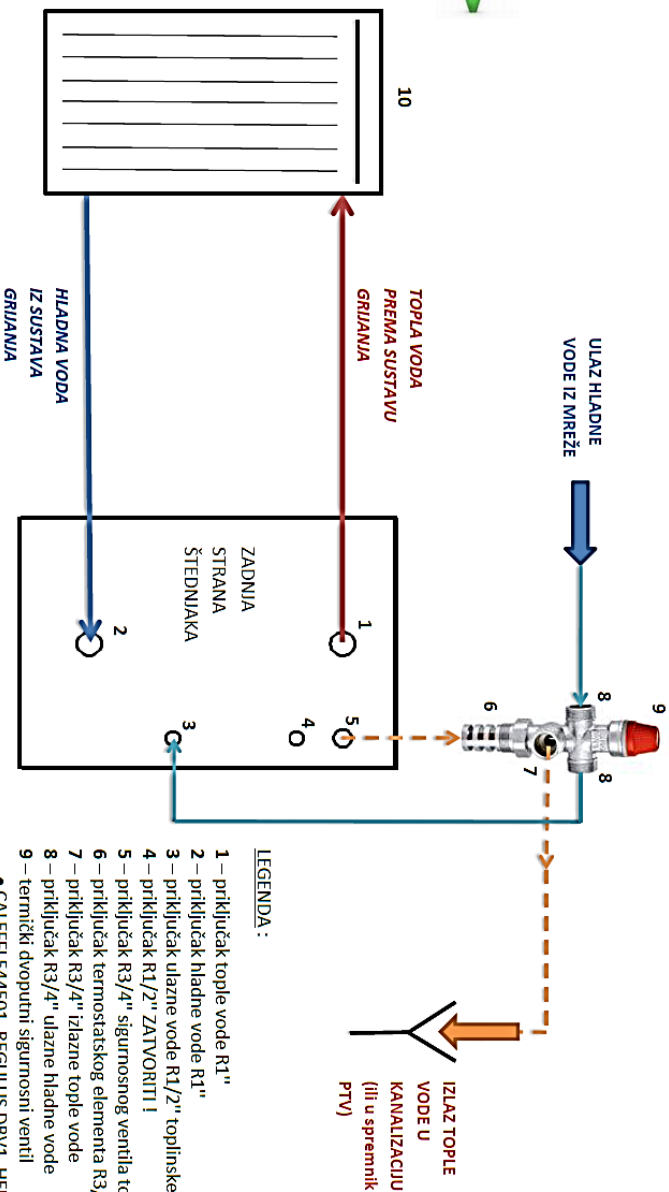 10
TOPLA VODA
PREMA SUSTAVU
GRIJANJA
HLADNA VODA
IZ SUSTAVA
GRIJANJA
ULAZ HLADNE
VODE IZ MREŽE
ZADNJA
STRANA
ŠTEDNJAKA
1
2
3
4
5
6
7
8
8
9
IZLAZ TOPLE
VODE U
KANALIZACIJU
(ili u spremnik
PTV)
LEGENDA :
1 – priključak tople vode R1"
2 – priključak hladne vode R1"
3 – priključak ulazne vode R1/2" toplinske
4 – priključak R1/2" ZATVORITI !
5 – priključak R3/4" sigurnosnog ventila to
6 – priključak termostatskog elementa R3/
7 – priključak R3/4" izlazne tople vode
8 – priključak R3/4" ulazne hladne vode
9 – termički dvoputni sigurnosni ventil